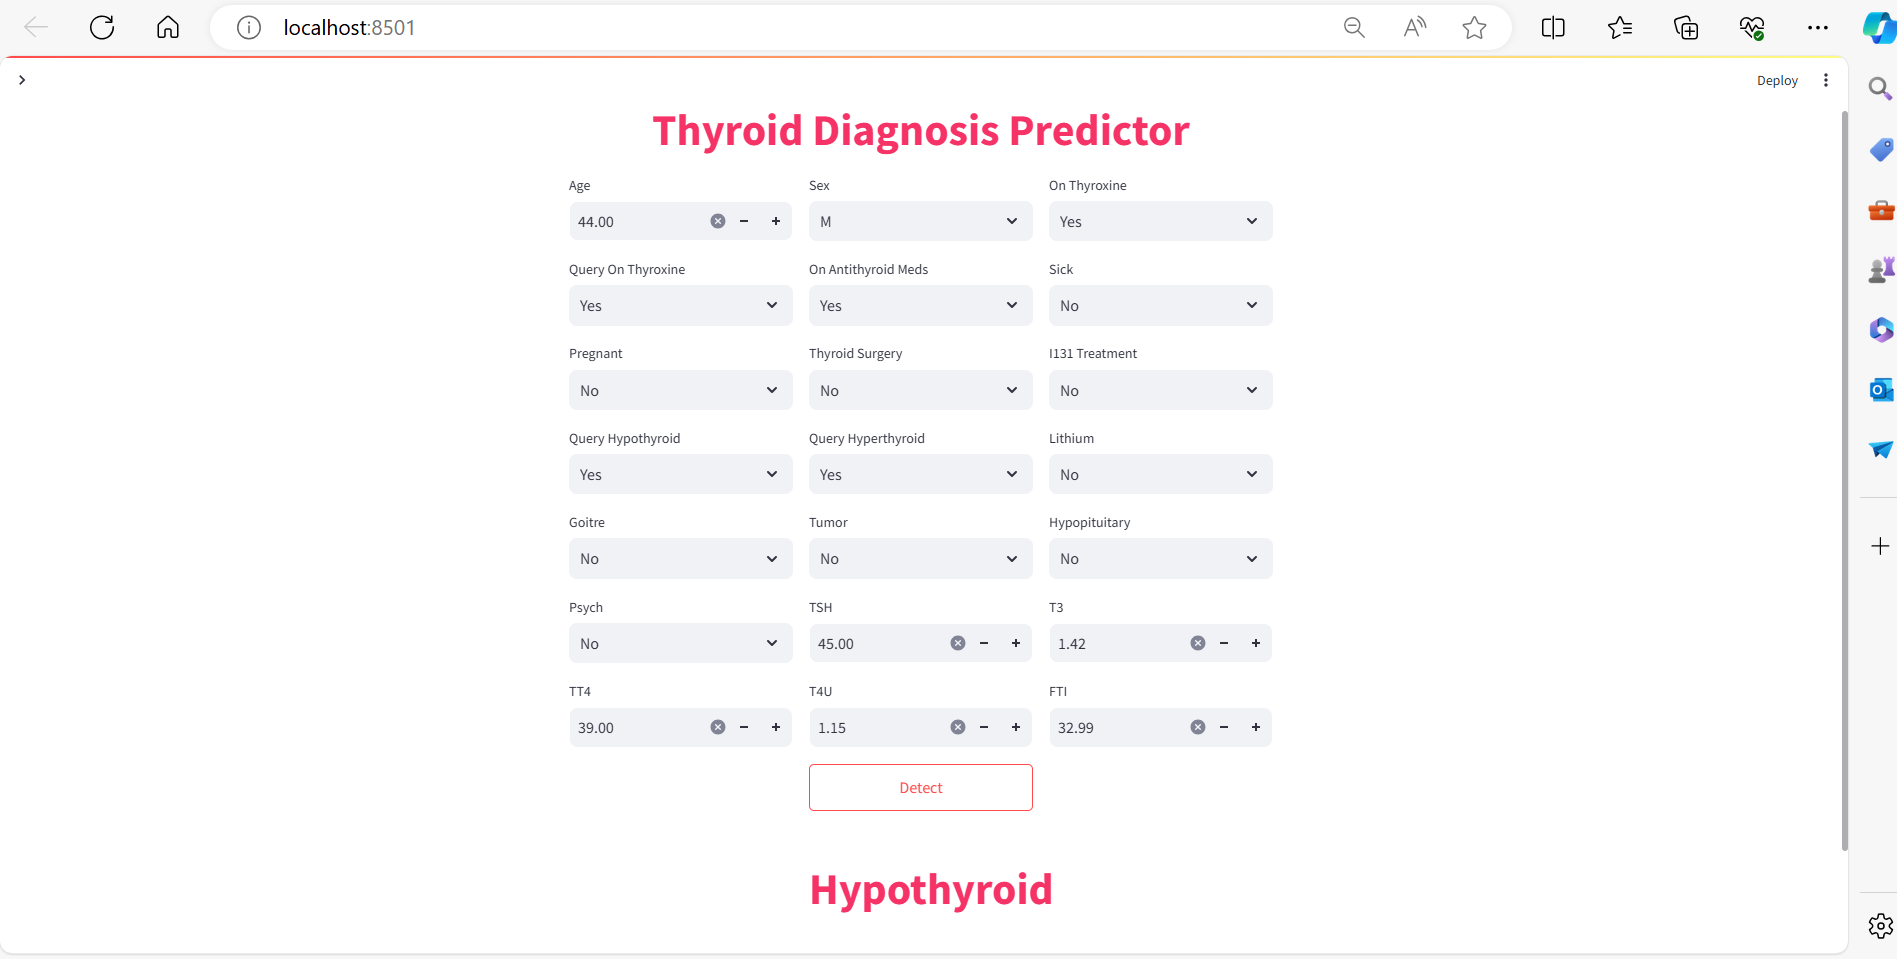 localhost:8501
Deploy
Thyroid Diagnosis Predictor
Age Sex On Thyroxine
44.00 M Yes
Query On Thyroxine On Antithyroid Meds Sick
Yes Yes No
Pregnant Thyroid Surgery I131 Treatment
No No No
Query Hypothyroid Query Hyperthyroid Lithium
Yes Yes No
Goitre Tumor Hypopituitary
No No No
Psych TSH T3
No 45.00 1.42
TT4 T4U FTI
39.00 1.15 32.99
Detect
Hypothyroid